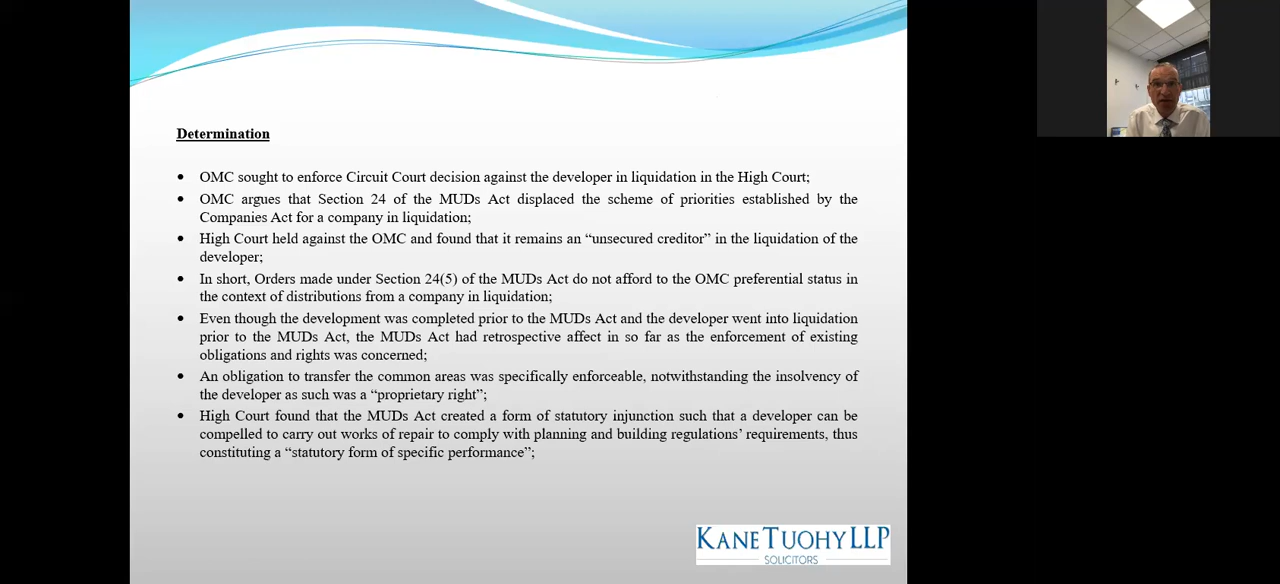 Determination
• OMC sought to enforce Circuit Court decision against the developer in liquidation in the High Court;
• OMC argues that Section 24 of the MUDs Act displaced the scheme of priorities established by the
Companies Act for a company in liquidation;
• High Court held against the OMC and found that it remains an “unsecured creditor” in the liquidation of the
developer;
• In short, Orders made under Section 24(5) of the MUDs Act do not afford to the OMC preferential status in
the context of distributions from a company in liquidation;
• Even though the development was completed prior to the MUDs Act and the developer went into liquidation
prior to the MUDs Act, the MUDs Act had retrospective affect in so far as the enforcement of existing
obligations and rights was concerned;
• An obligation to transfer the common areas was specifically enforceable, notwithstanding the insolvency of
the developer as such was a “proprietary right”;
• High Court found that the MUDs Act created a form of statutory injunction such that a developer can be
compelled to carry out works of repair to comply with planning and building regulations’ requirements, thus
constituting a “statutory form of specific performance”;
KANE TUOHY LLP
SOLICITORS